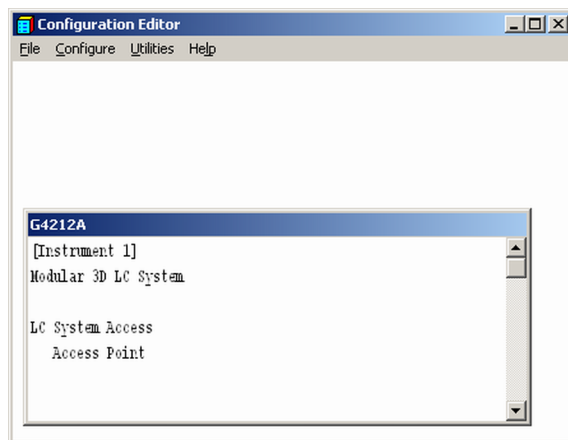 Configuration Editor
File Configure Utilities Help
G4212A
[Instrument 1]
Modular 3D LC System
LC System Access
Access Point